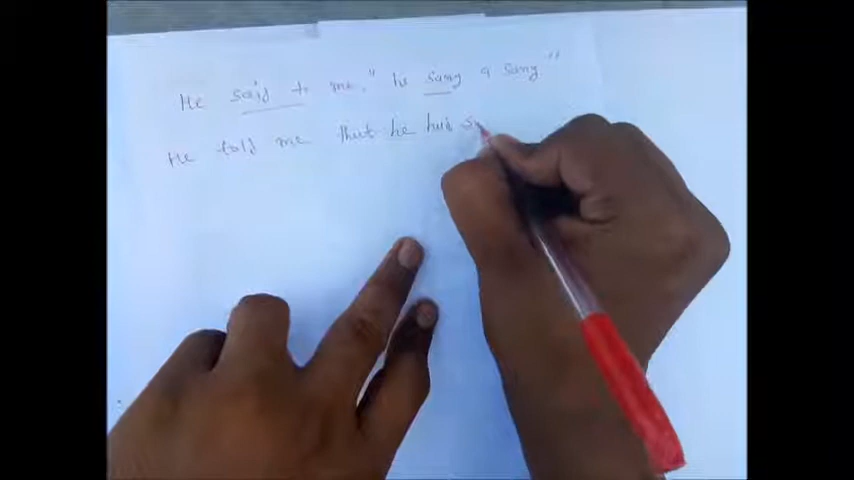 He said to me, "he sang a song"
He told me that he had s